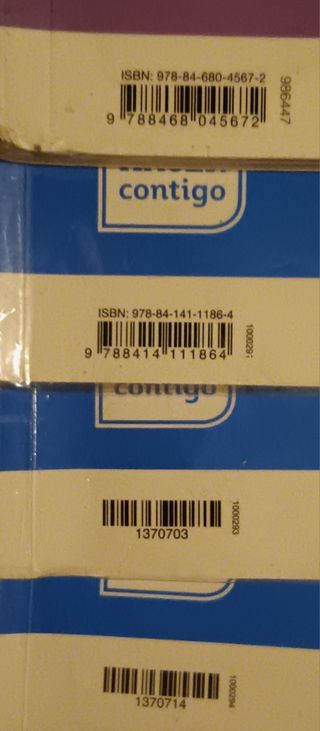 ISBN: 978-84-680-4567-2
9 788468 045672
986447
contigo
ISBN: 978-84-141-1186-4
9 788414 111864
contigo
1370703
1000293
1370714
1000294